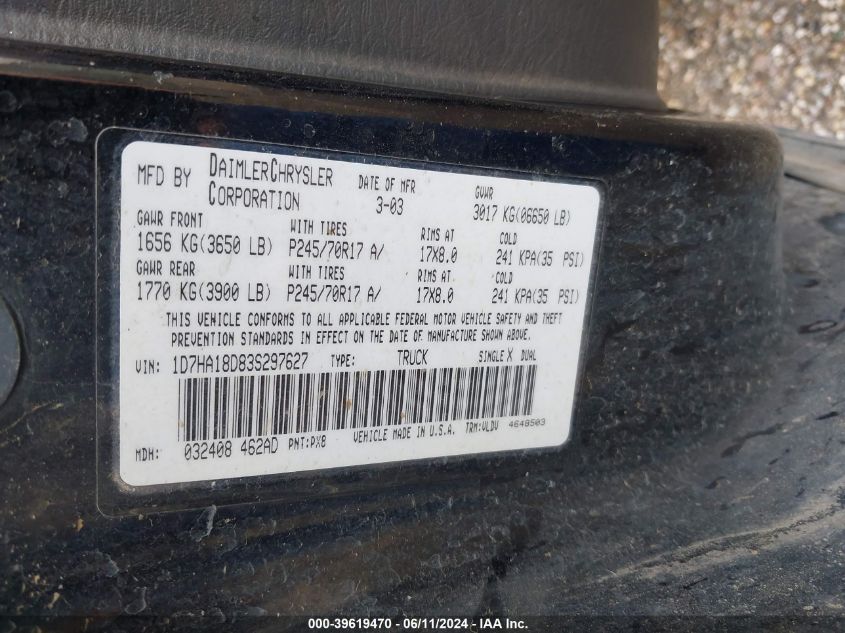 MFD BY DAIMLERCHRYSLER CORPORATION DATE OF MFR 3-03 GVWR 3017 KG(06650 LB)
GAWR FRONT WITH TIRES RIMS AT COLD
1656 KG(3650 LB) P245/70R17 A/ 17X8.0 241 KPA(35 PSI)
GAWR REAR WITH TIRES RIMS AT COLD
1770 KG(3900 LB) P245/70R17 A/ 17X8.0 241 KPA(35 PSI)
THIS VEHICLE CONFORMS TO ALL APPLICABLE FEDERAL MOTOR VEHICLE SAFETY AND THEFT
PREVENTION STANDARDS IN EFFECT ON THE DATE OF MANUFACTURE SHOWN ABOVE.
VIN: 1D7HA18D83S297627 TYPE: TRUCK SINGLE X DUAL
MDH: 032408 462AD PNT:PX8 VEHICLE MADE IN U.S.A. TRM:VLDV 4648503
000-39619470 - 06/11/2024 - IAA Inc.